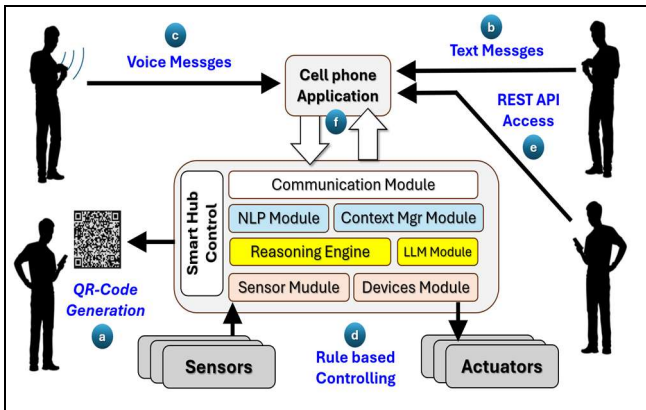 c
b
Voice Messges
Text Messges
Cell phone
Application
REST API
Access
f
e
Communication Module
Smart Hub
Control
NLP Module
Context Mgr Module
Reasoning Engine
LLM Module
QR-Code
Generation
Sensor Mudule
Devices Module
a
d
Sensors
Rule based
Controlling
Actuators